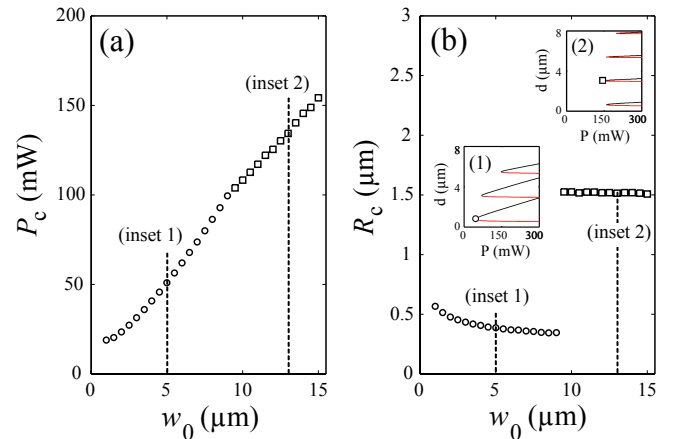 (a)
P_c (mW)
200
150
100
50
0
(inset 1)
(inset 2)
0 5 10 15
w_0 (μm)
(b)
R_c (μm)
3
2.5
2
1.5
1
0.5
0
(2)
d (μm)
8
4
0
0 150 300
P (mW)
(1)
d (μm)
8
4
0
0 150 300
P (mW)
(inset 2)
(inset 1)
0 5 10 15
w_0 (μm)